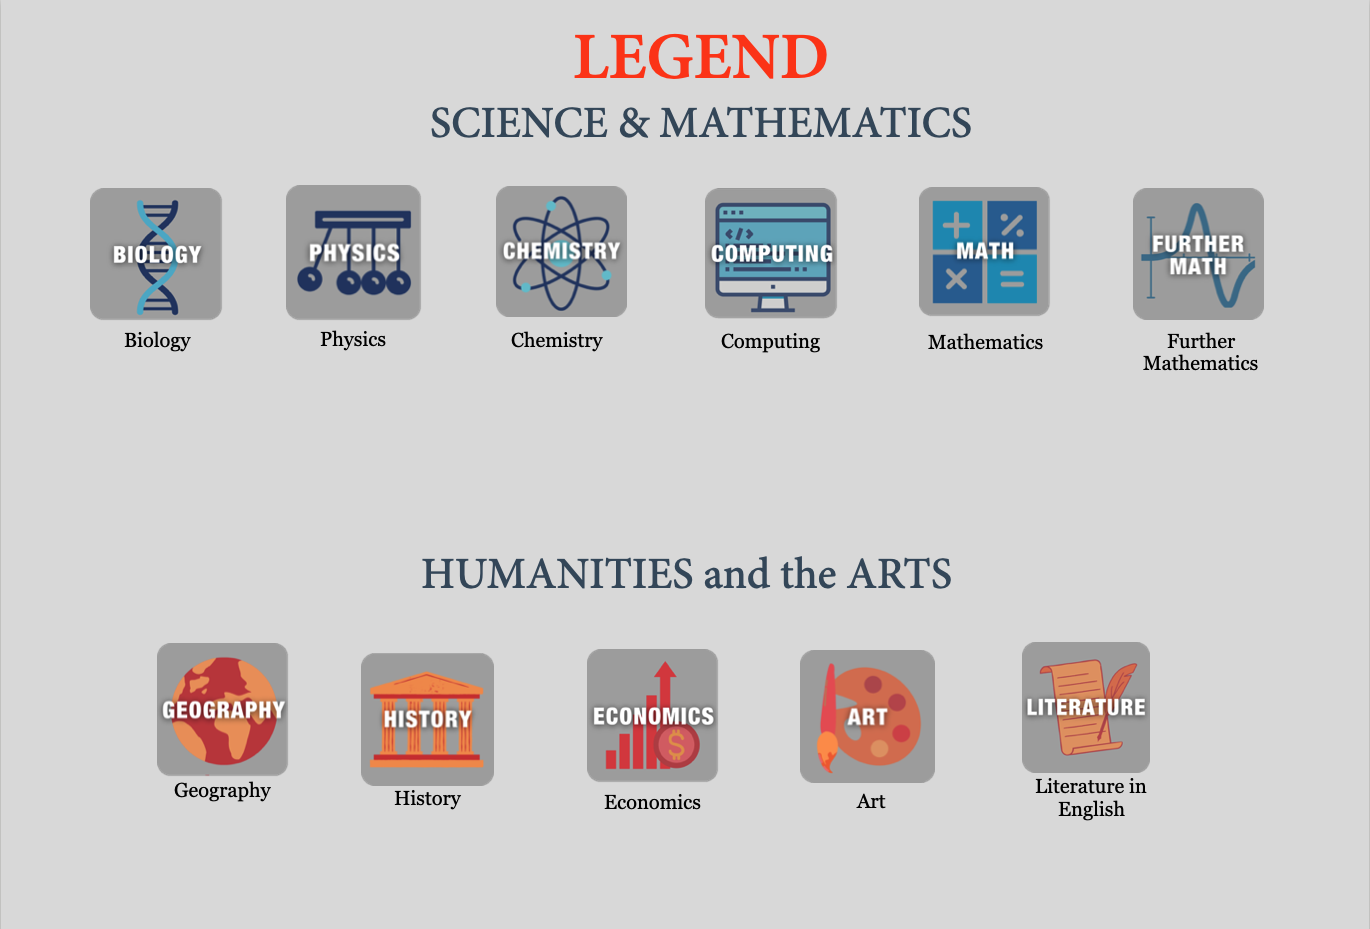 LEGEND
SCIENCE & MATHEMATICS
BIOLOGY
PHYSICS
CHEMISTRY
COMPUTING
MATH
FURTHER
MATH
Biology
Physics
Chemistry
Computing
Mathematics
Further
Mathematics
HUMANITIES and the ARTS
GEOGRAPHY
HISTORY
ECONOMICS
$
ART
LITERATURE
Geography
History
Economics
Art
Literature in
English